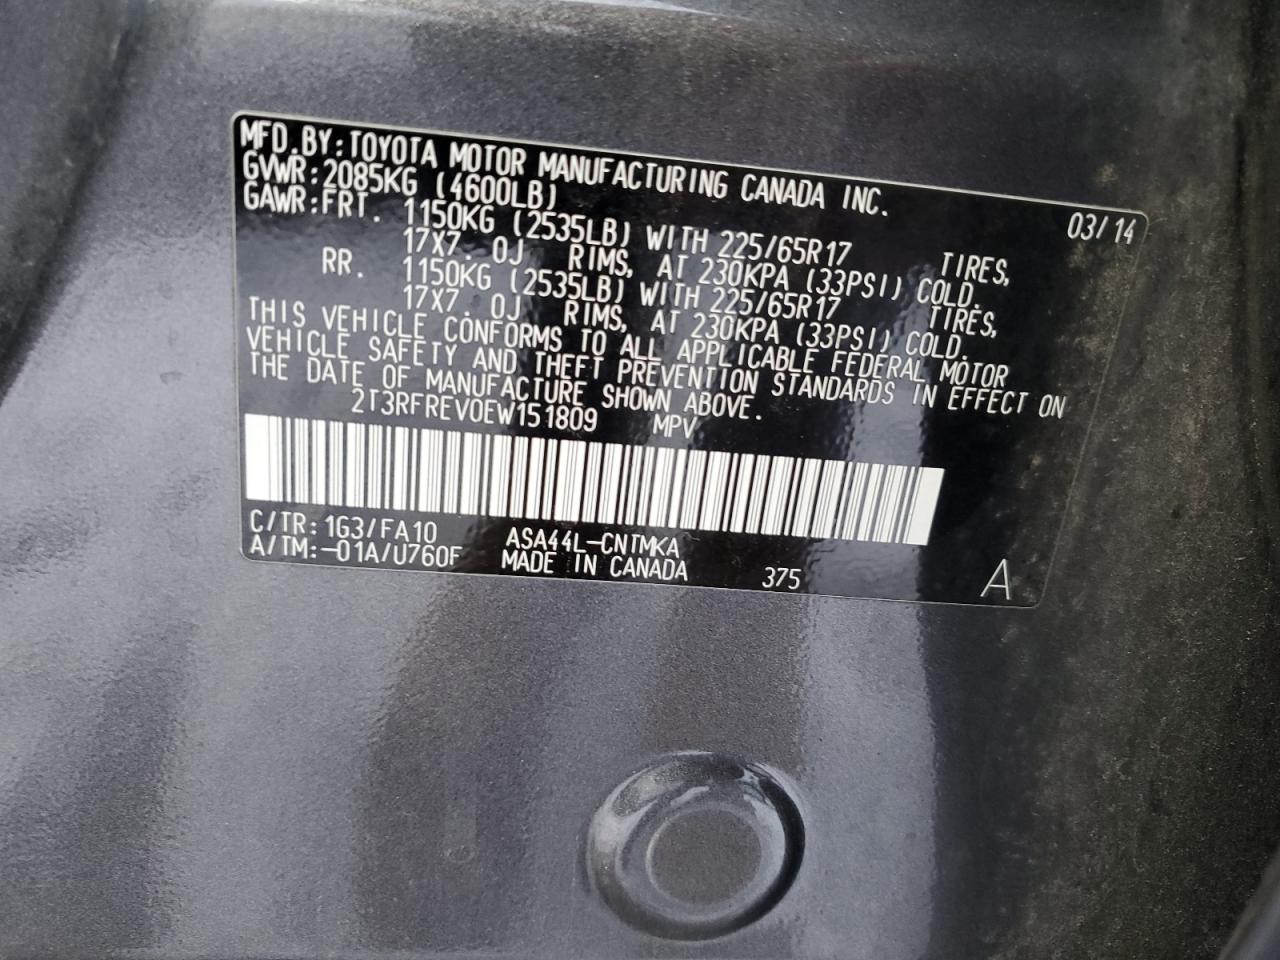 MFD.BY:TOYOTA MOTOR MANUFACTURING CANADA INC. 03/14
GVWR:2085KG (4600LB)
GAWR:FRT. 1150KG (2535LB) WITH 225/65R17 TIRES,
17X7.0J RIMS, AT 230KPA (33PSI) COLD.
RR. 1150KG (2535LB) WITH 225/65R17 TIRES,
17X7.0J RIMS, AT 230KPA (33PSI) COLD.
THIS VEHICLE CONFORMS TO ALL APPLICABLE FEDERAL MOTOR
VEHICLE SAFETY AND THEFT PREVENTION STANDARDS IN EFFECT ON
THE DATE OF MANUFACTURE SHOWN ABOVE.
2T3RFREV0EW151809 MPV
C/TR:1G3/FA10 ASA44L-CNTMKA
A/TM:-01A/U760F MADE IN CANADA 375 A